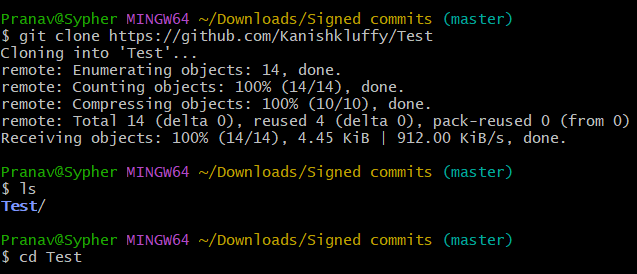 Pranav@Sypher MINGW64 ~/Downloads/Signed commits (master)
$ git clone https://github.com/Kanishkluffy/Test
Cloning into 'Test'...
remote: Enumerating objects: 14, done.
remote: Counting objects: 100% (14/14), done.
remote: Compressing objects: 100% (10/10), done.
remote: Total 14 (delta 0), reused 4 (delta 0), pack-reused 0 (from 0)
Receiving objects: 100% (14/14), 4.45 KiB | 912.00 KiB/s, done.
Pranav@Sypher MINGW64 ~/Downloads/Signed commits (master)
$ ls
Test/
Pranav@Sypher MINGW64 ~/Downloads/Signed commits (master)
$ cd Test